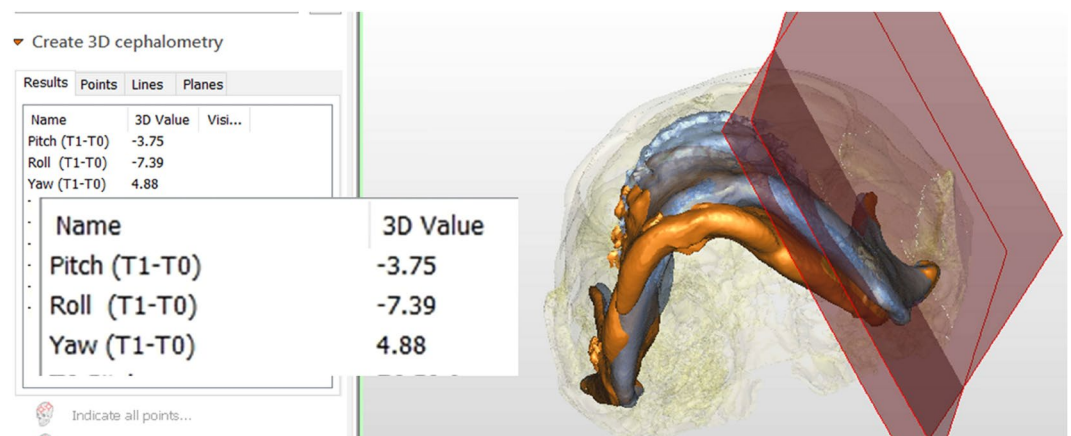 Create 3D cephalometry
Results Points Lines Planes
Name 3D Value Visi...
Pitch (T1-T0) -3.75
Roll (T1-T0) -7.39
Yaw (T1-T0) 4.88
Name 3D Value
Pitch (T1-T0) -3.75
Roll (T1-T0) -7.39
Yaw (T1-T0) 4.88
Indicate all points...